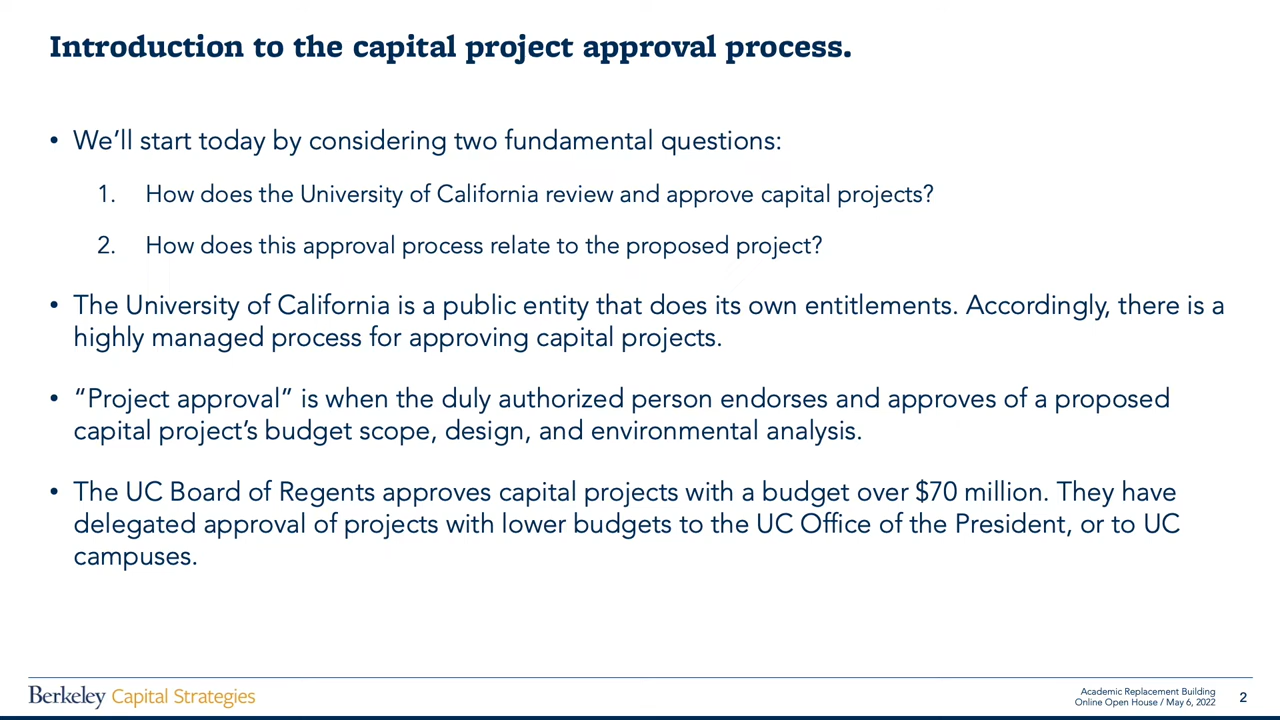 Introduction to the capital project approval process.
• We’ll start today by considering two fundamental questions:
1. How does the University of California review and approve capital projects?
2. How does this approval process relate to the proposed project?
• The University of California is a public entity that does its own entitlements. Accordingly, there is a
highly managed process for approving capital projects.
• “Project approval” is when the duly authorized person endorses and approves of a proposed
capital project’s budget scope, design, and environmental analysis.
• The UC Board of Regents approves capital projects with a budget over $70 million. They have
delegated approval of projects with lower budgets to the UC Office of the President, or to UC
campuses.
Berkeley Capital Strategies
Academic Replacement Building
Online Open House / May 6, 2022
2